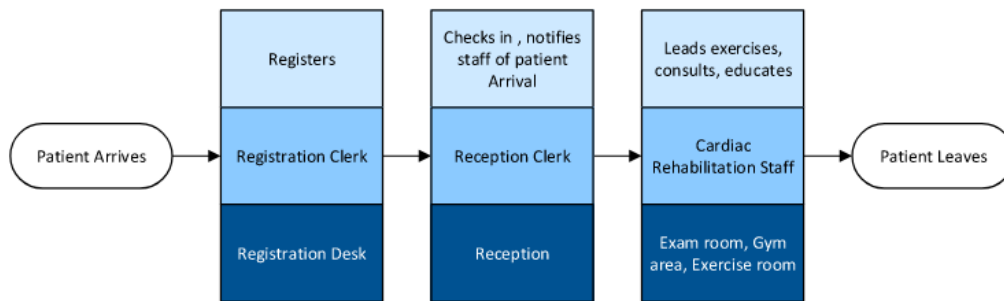 Patient Arrives
Registers
Registration Clerk
Registration Desk
Checks in , notifies
staff of patient
Arrival
Reception Clerk
Reception
Leads exercises,
consults, educates
Cardiac
Rehabilitation Staff
Exam room, Gym
area, Exercise room
Patient Leaves